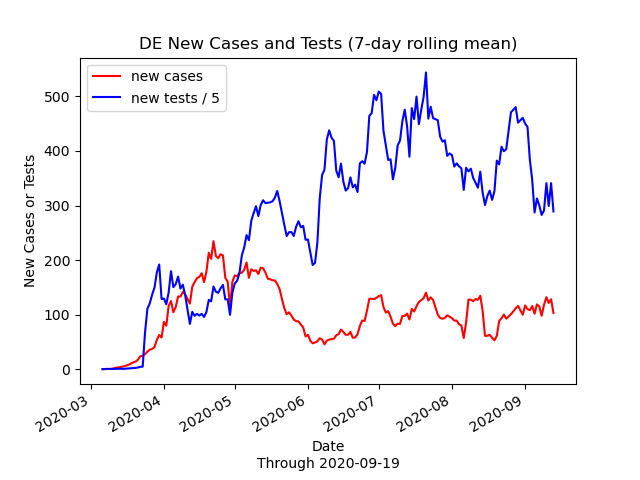 DE New Cases and Tests (7-day rolling mean)
new cases
new tests / 5
New Cases or Tests
500
400
300
200
100
0
2020-03
2020-04
2020-05
2020-06
2020-07
2020-08
2020-09
Date
Through 2020-09-19